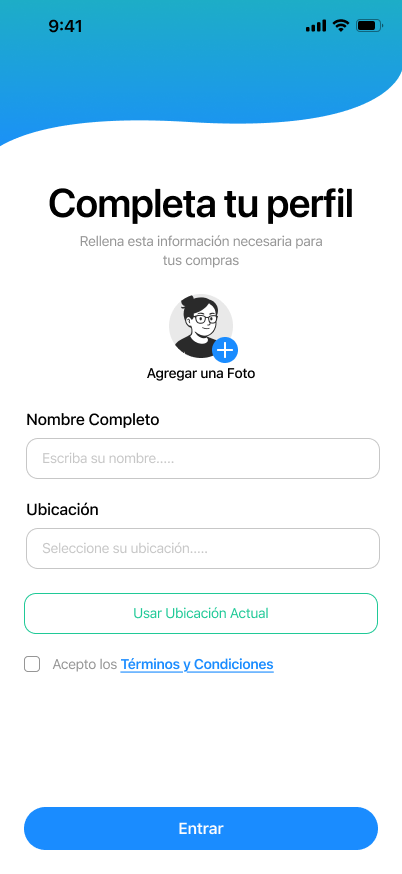 9:41
Completa tu perfil
Rellena esta información necesaria para
tus compras
Agregar una Foto
Nombre Completo
Escriba su nombre.....
Ubicación
Seleccione su ubicación.....
Usar Ubicación Actual
Acepto los Términos y Condiciones
Entrar